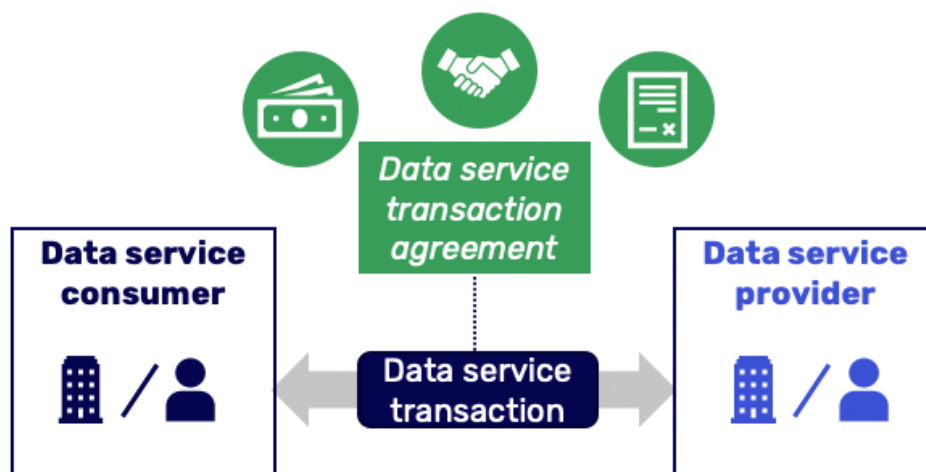 Data service
transaction
agreement
Data service
consumer
Data service
provider
Data service
transaction